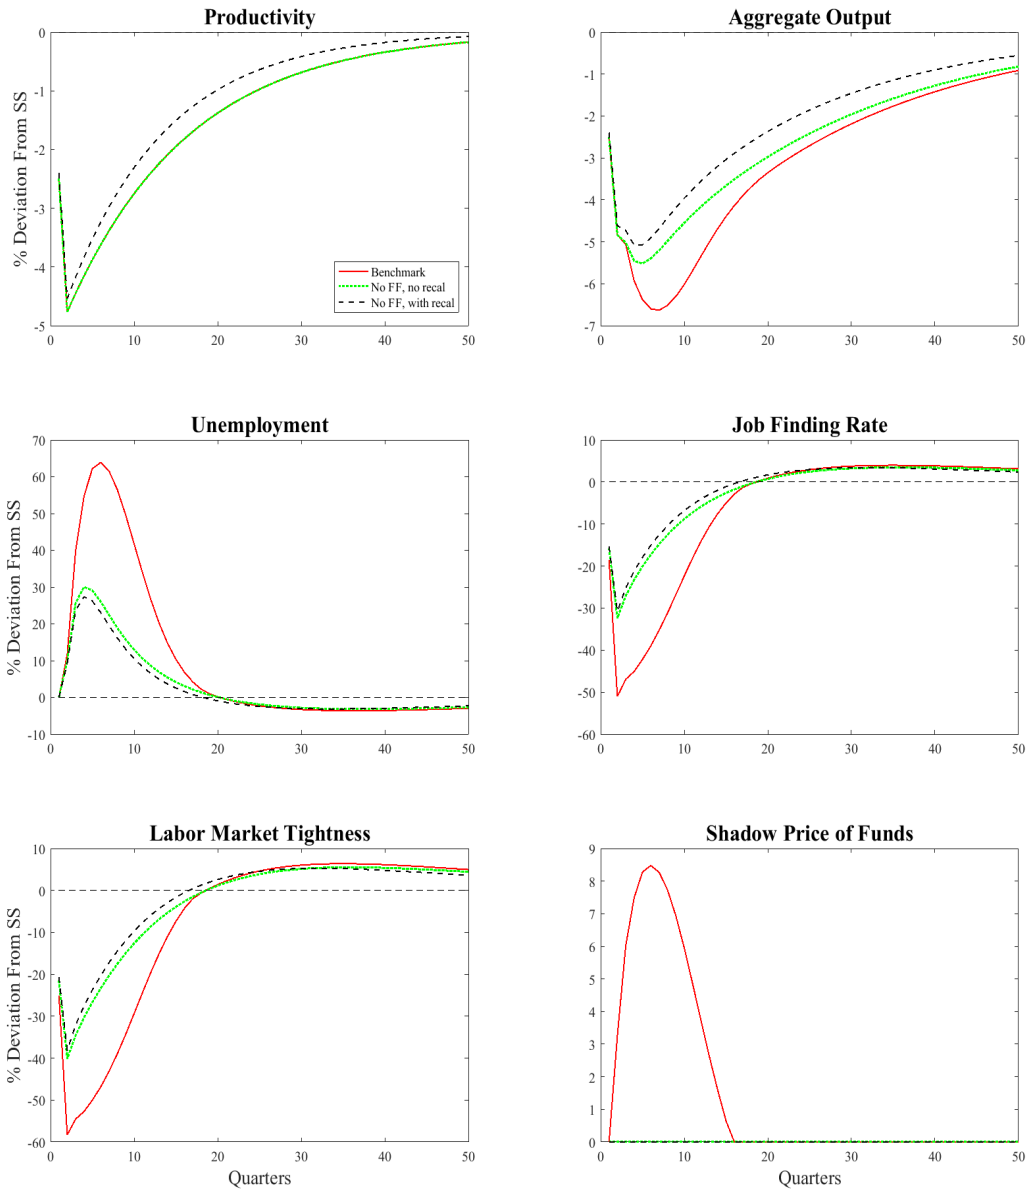 Productivity
% Deviation From SS
0
-1
-2
-3
-4
-5
0 10 20 30 40 50
Benchmark
No FF, no recal
No FF, with recal
Aggregate Output
0
-1
-2
-3
-4
-5
-6
-7
0 10 20 30 40 50
Unemployment
% Deviation From SS
70
60
50
40
30
20
10
0
-10
0 10 20 30 40 50
Job Finding Rate
10
0
-10
-20
-30
-40
-50
-60
0 10 20 30 40 50
Labor Market Tightness
% Deviation From SS
10
0
-10
-20
-30
-40
-50
-60
0 10 20 30 40 50
Quarters
Shadow Price of Funds
9
8
7
6
5
4
3
2
1
0
0 10 20 30 40 50
Quarters